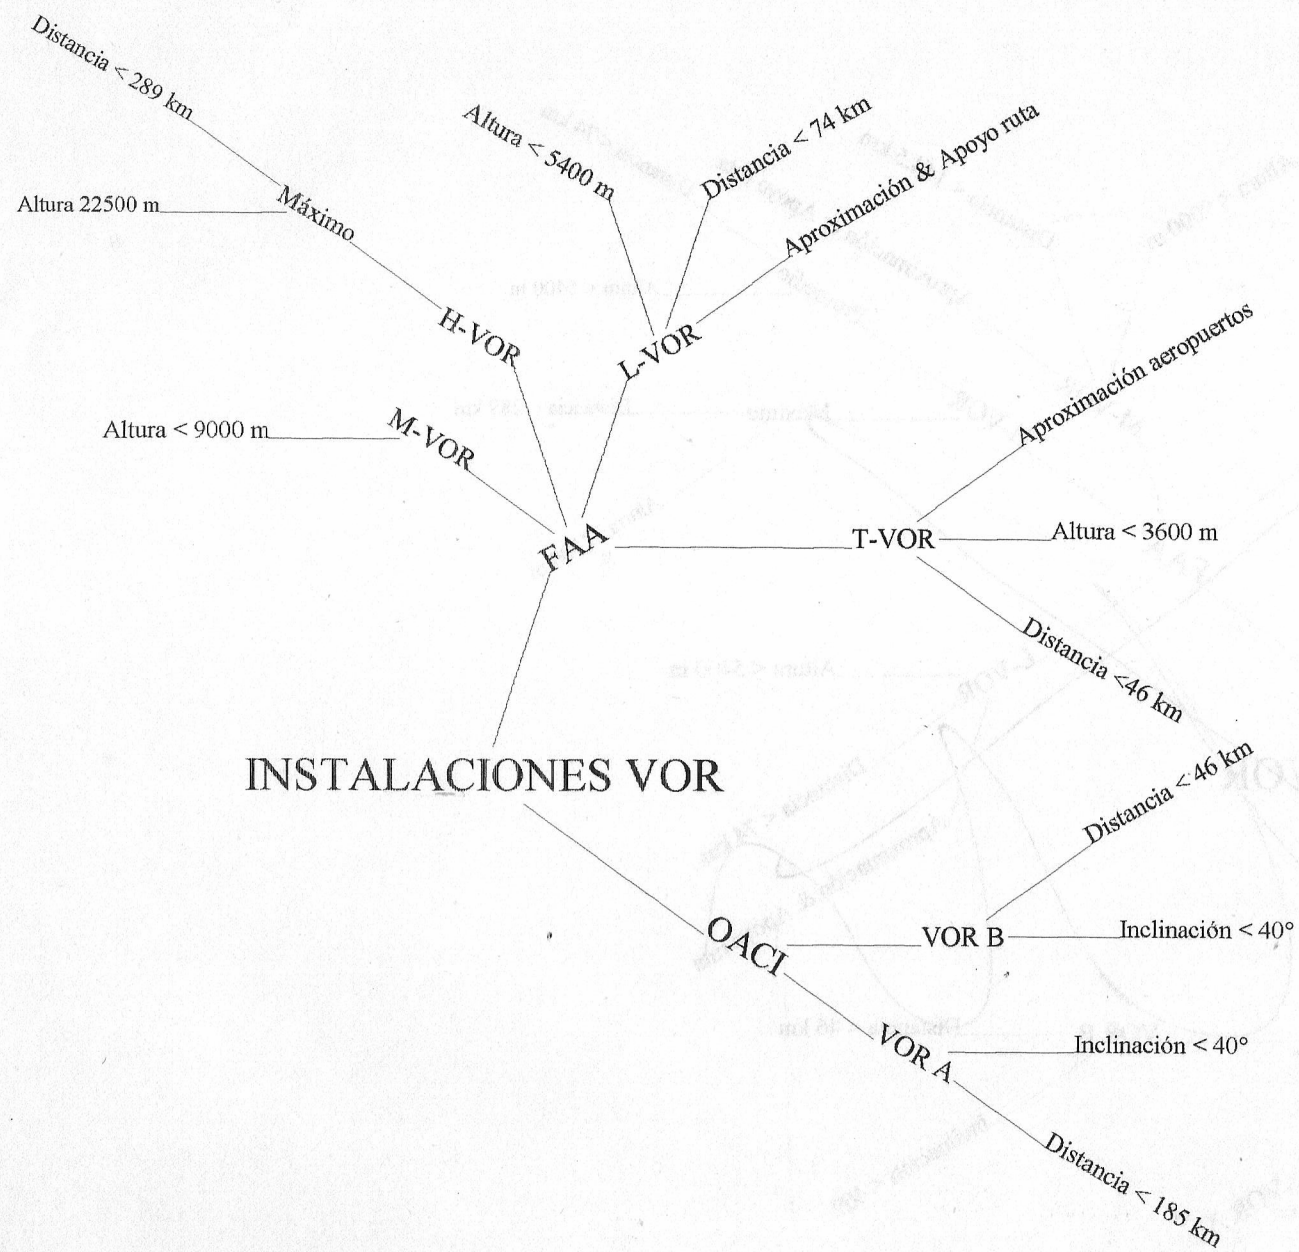 Distancia < 289 km
Altura 22500 m
Máximo
H-VOR
Altura < 5400 m
Distancia < 74 km
Aproximación & Apoyo ruta
L-VOR
Altura < 9000 m
M-VOR
FAA
T-VOR
Aproximación aeropuertos
Altura < 3600 m
Distancia <46 km
INSTALACIONES VOR
OACI
VOR B
Distancia < 46 km
Inclinación < 40°
VOR A
Inclinación < 40°
Distancia < 185 km